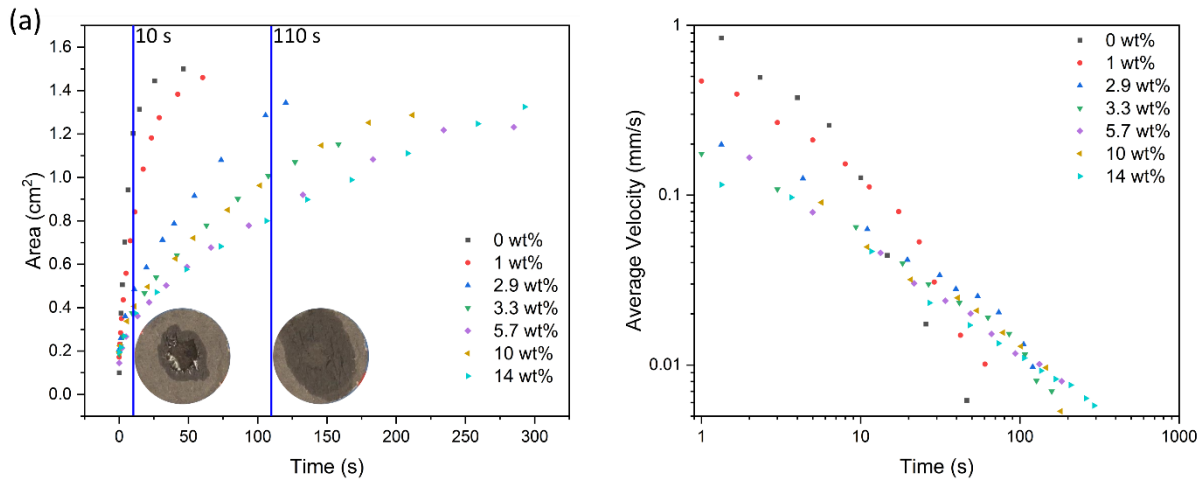 (a)
10 s
110 s
1.6
1.4
1.2
1.0
0.8
0.6
0.4
0.2
0.0
Area (cm²)
0 wt%
1 wt%
2.9 wt%
3.3 wt%
5.7 wt%
10 wt%
14 wt%
0 50 100 150 200 250 300
Time (s)
1
0.1
0.01
Average Velocity (mm/s)
0 wt%
1 wt%
2.9 wt%
3.3 wt%
5.7 wt%
10 wt%
14 wt%
1 10 100 1000
Time (s)